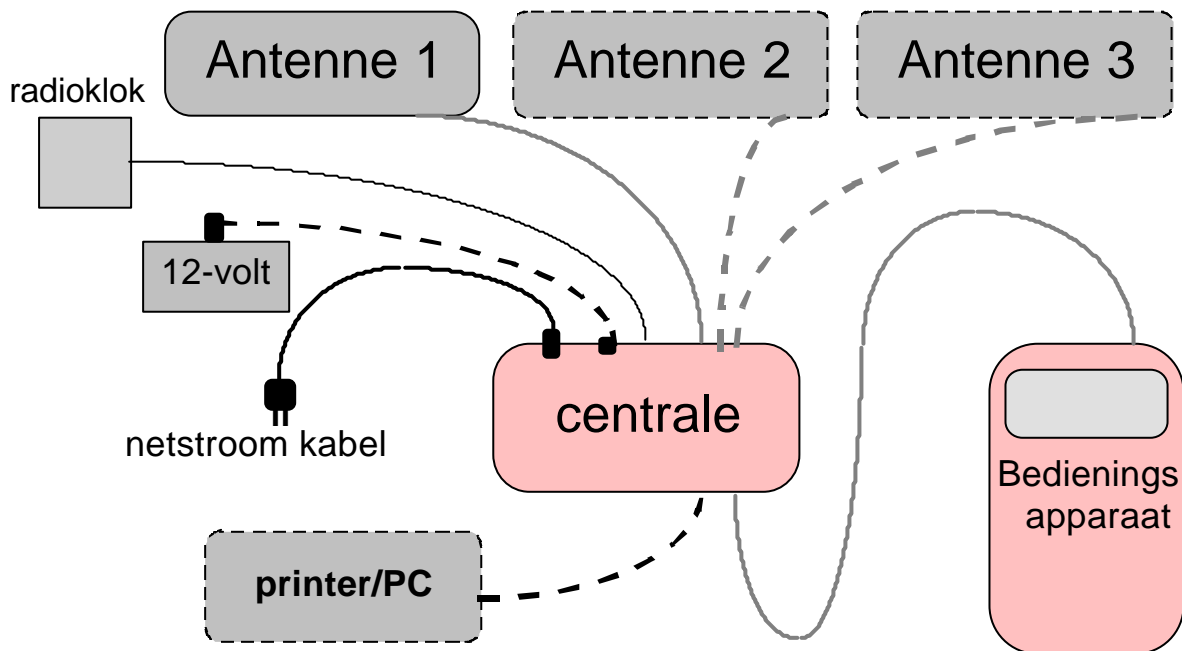 Antenne 1
Antenne 2
Antenne 3
radioklok
12-volt
netstroom kabel
centrale
Bedienings
apparaat
printer/PC